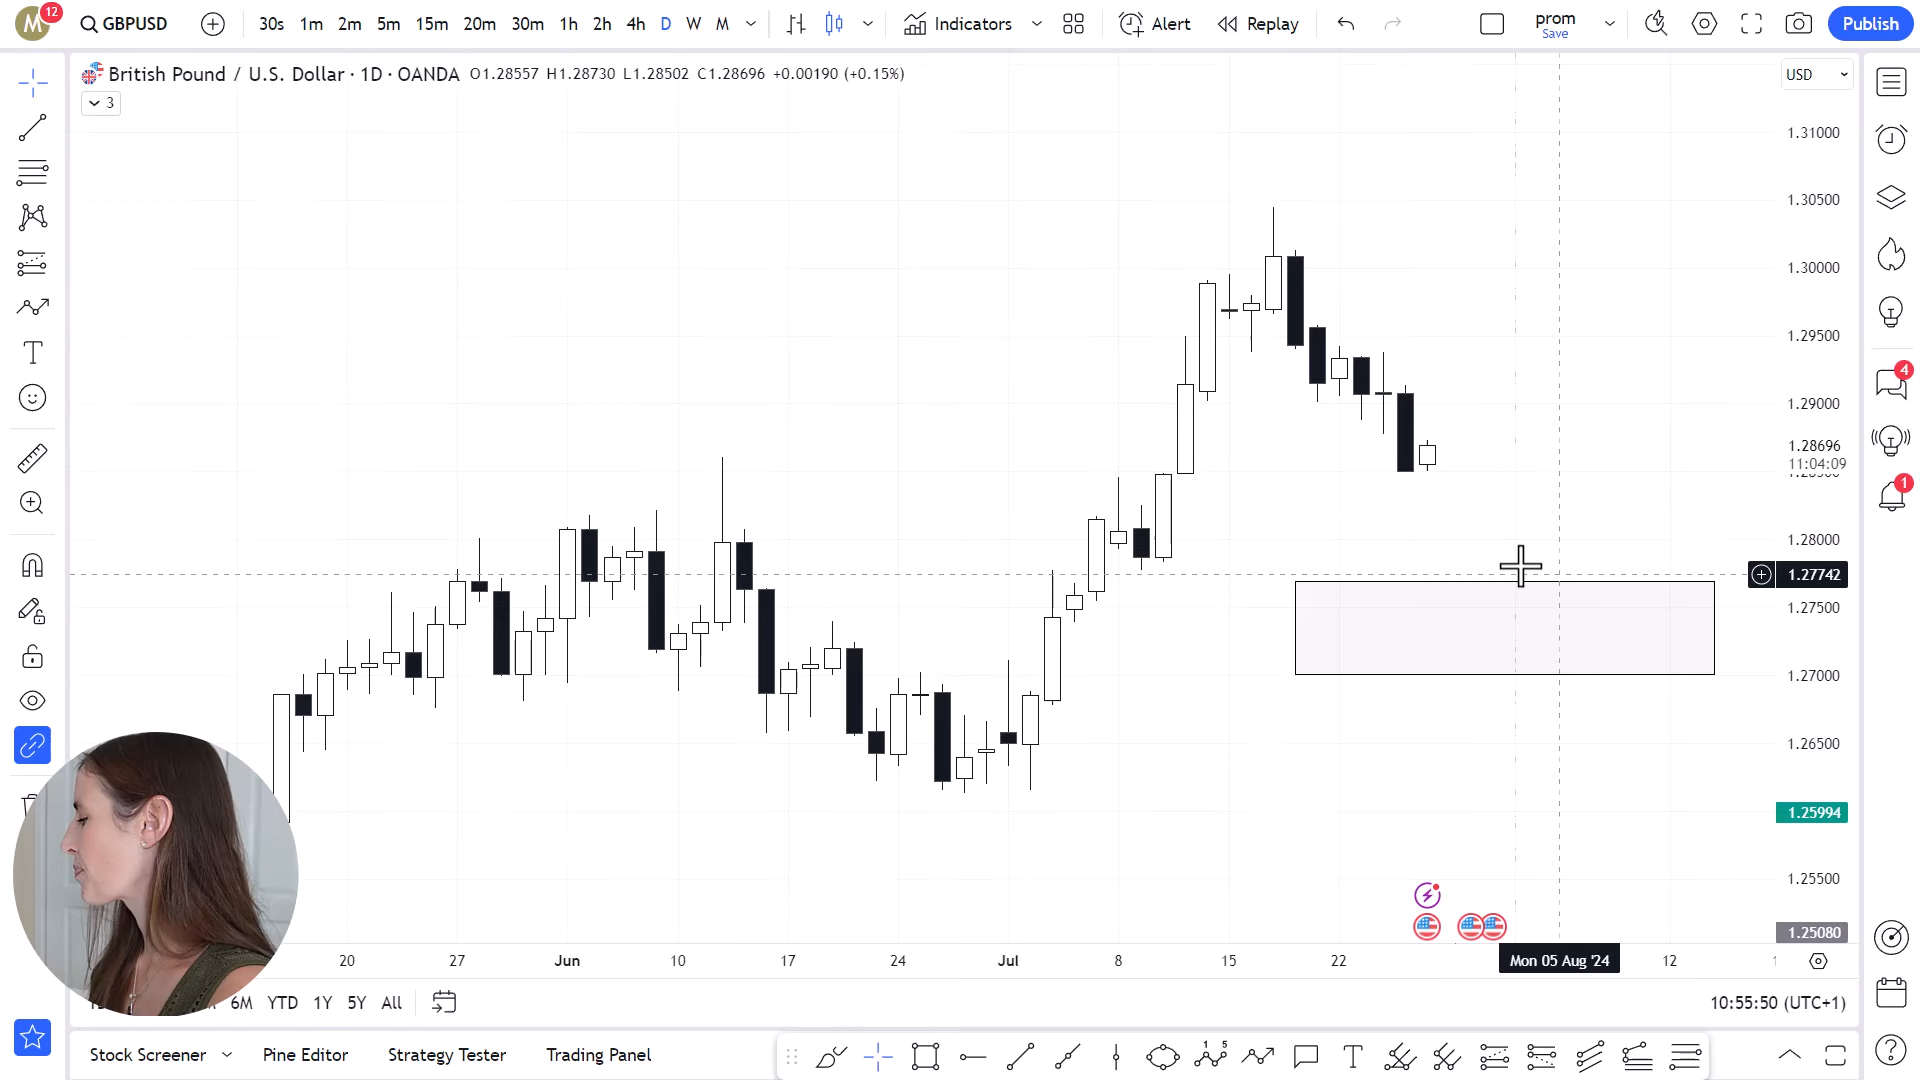 M 12 GBPUSD 30s 1m 2m 5m 15m 20m 30m 1h 2h 4h D W M Indicators Alert Replay prom Save Publish
British Pound / U.S. Dollar · 1D · OANDA O1.28557 H1.28730 L1.28502 C1.28696 +0.00190 (+0.15%)
USD
3
1.31000
1.30500
1.30000
1.29500
1.29000
4
1.28696
11:04:09
1
1.28000
1.27742
1.27500
1.27000
1.26500
1.25994
1.25500
1.25080
20 27 Jun 10 17 24 Jul 8 15 22 Mon 05 Aug '24 12
6M YTD 1Y 5Y All
10:55:50 (UTC+1)
Stock Screener Pine Editor Strategy Tester Trading Panel
1 5
T